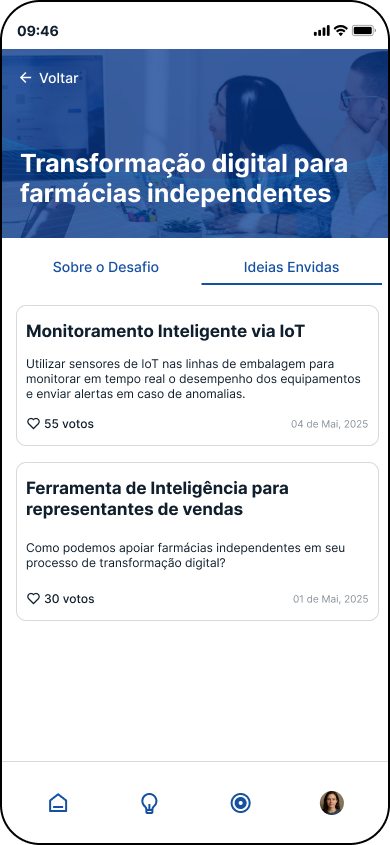 09:46
Voltar
Transformação digital para
farmácias independentes
Sobre o Desafio
Ideias Envidas
Monitoramento Inteligente via IoT
Utilizar sensores de IoT nas linhas de embalagem para
monitorar em tempo real o desempenho dos equipamentos
e enviar alertas em caso de anomalias.
55 votos
04 de Mai, 2025
Ferramenta de Inteligência para
representantes de vendas
Como podemos apoiar farmácias independentes em seu
processo de transformação digital?
30 votos
01 de Mai, 2025